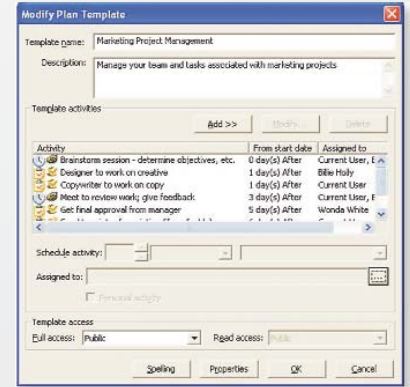 Modify Plan Template
Template name: Marketing Project Management
Description: Manage your team and tasks associated with marketing projects
Template activities
Add >> Modify... Delete
Activity From start date Assigned to
Brainstorm session - determine objectives, etc. 0 day(s) After Current User, E
Designer to work on creative 1 day(s) After Billie Holly
Copywriter to work on copy 1 day(s) After Current User
Meet to review work; give feedback 3 day(s) After Current User, E
Get final approval from manager 5 day(s) After Wonda White
Schedule activity:
Assigned to: ...
Personal activity
Template access
Full access: Public Read access: Public
Spelling Properties OK Cancel